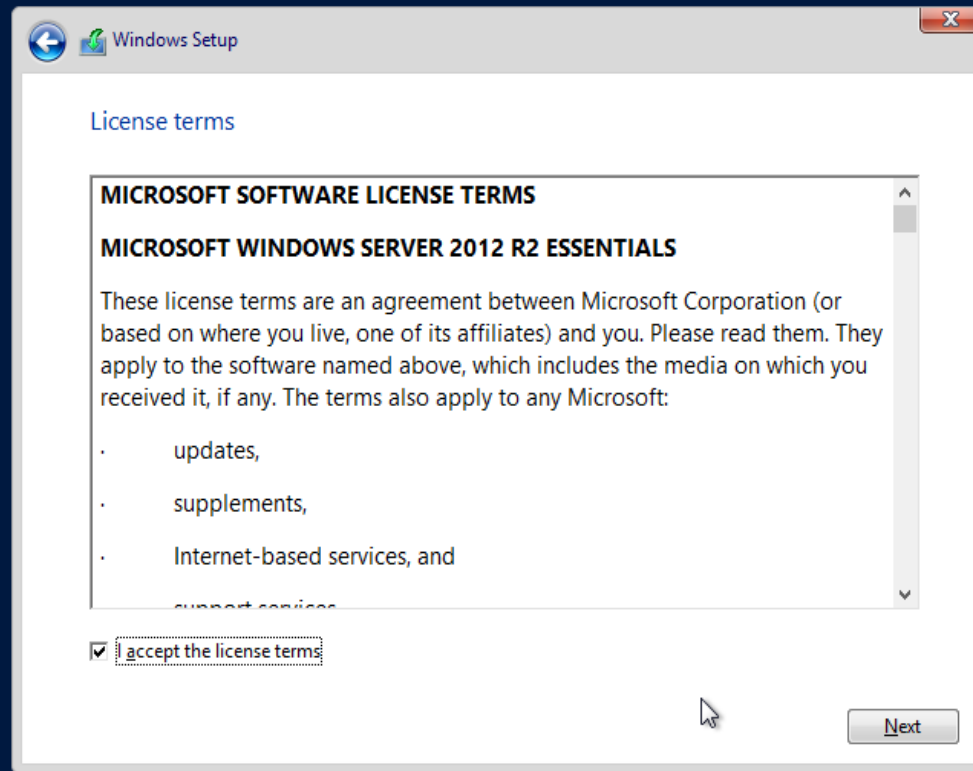 Windows Setup
License terms
MICROSOFT SOFTWARE LICENSE TERMS
MICROSOFT WINDOWS SERVER 2012 R2 ESSENTIALS
These license terms are an agreement between Microsoft Corporation (or
based on where you live, one of its affiliates) and you. Please read them. They
apply to the software named above, which includes the media on which you
received it, if any. The terms also apply to any Microsoft:
· updates,
· supplements,
· Internet-based services, and
· support services
I accept the license terms
Next